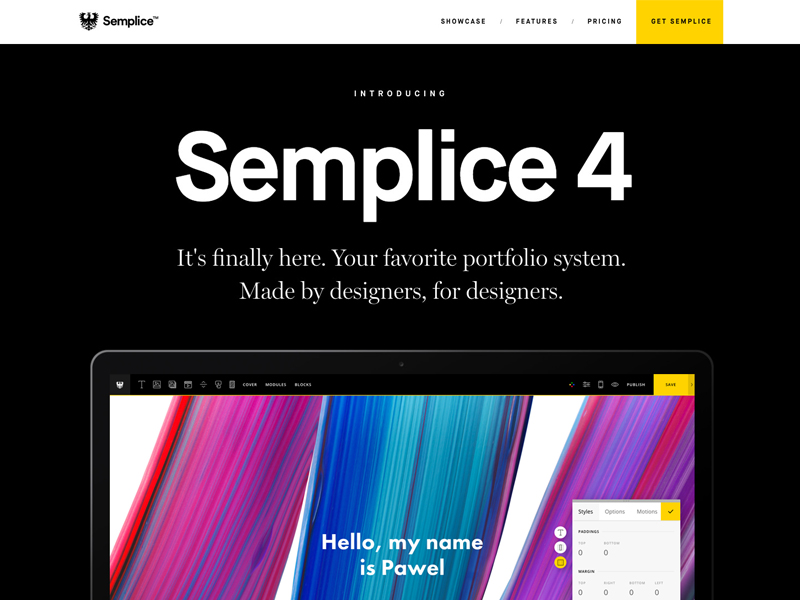 Semplice™
SHOWCASE / FEATURES / PRICING
GET SEMPLICE
INTRODUCING
Semplice 4
It's finally here. Your favorite portfolio system.
Made by designers, for designers.
COVER MODULES BLOCKS
PUBLISH
SAVE
Hello, my name
is Pawel
Styles Options Motions
PADDINGS
TOP BOTTOM
0 0
MARGIN
TOP RIGHT BOTTOM LEFT
0 0 0 0